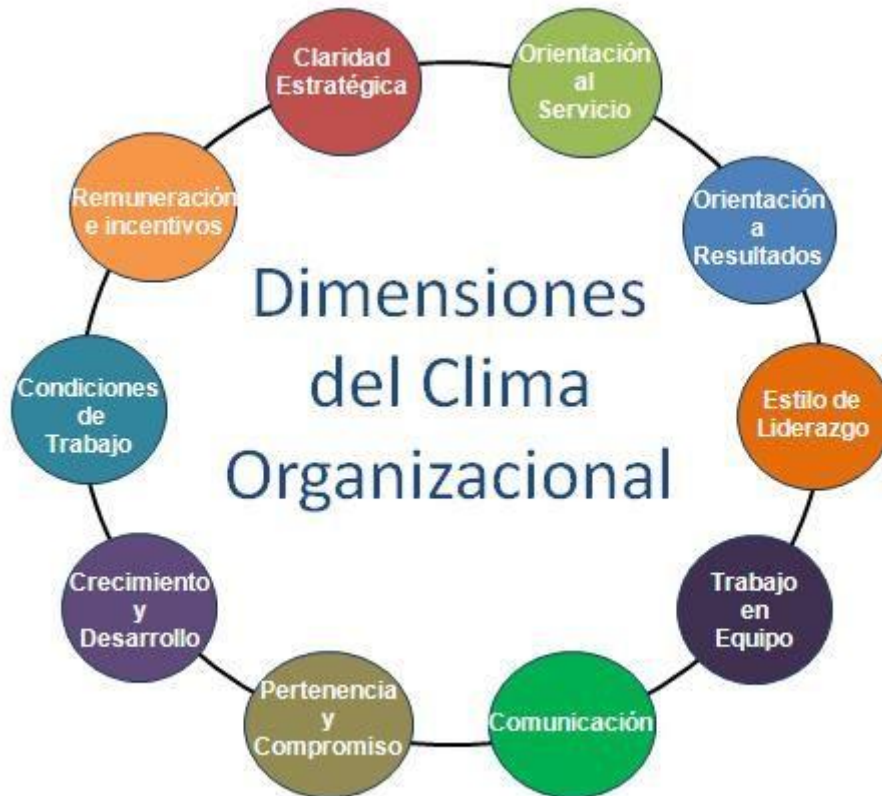 Claridad
Estratégica
Orientación
al
Servicio
Orientación
a
Resultados
Estilo de
Liderazgo
Trabajo
en
Equipo
Comunicación
Pertenencia
y
Compromiso
Crecimiento
y
Desarrollo
Condiciones
de
Trabajo
Remuneración
e incentivos
Dimensiones
del Clima
Organizacional